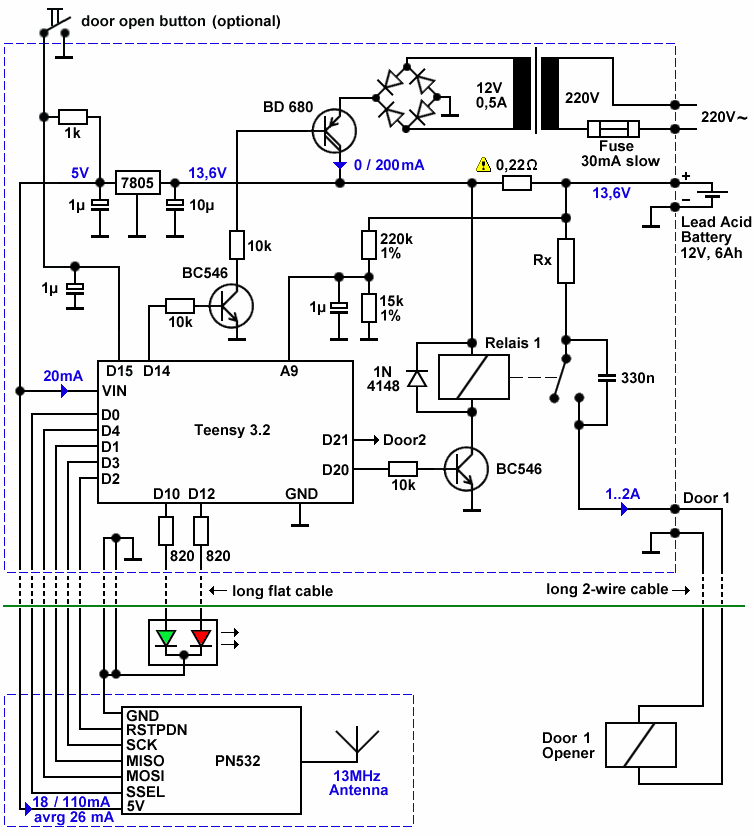 door open button (optional)
12V
0,5A
220V
220V~
BD 680
Fuse
30mA slow
1k
5V
7805
13,6V
0 / 200mA
0,22Ω
+
13,6V
−
1µ
10µ
Lead Acid
Battery
12V, 6Ah
10k
220k
1%
Rx
BC546
1µ
10k
1µ
15k
1%
Relais 1
D15
D14
A9
1N
4148
330n
20mA
VIN
D0
D4
D1
D3
D2
Teensy 3.2
D21
Door2
D20
10k
BC546
D10
D12
GND
1..2A
Door 1
820
820
long flat cable
long 2-wire cable
GND
RSTPDN
SCK
MISO
MOSI
SSEL
5V
PN532
13MHz
Antenna
Door 1
Opener
18 / 110mA
avrg 26 mA